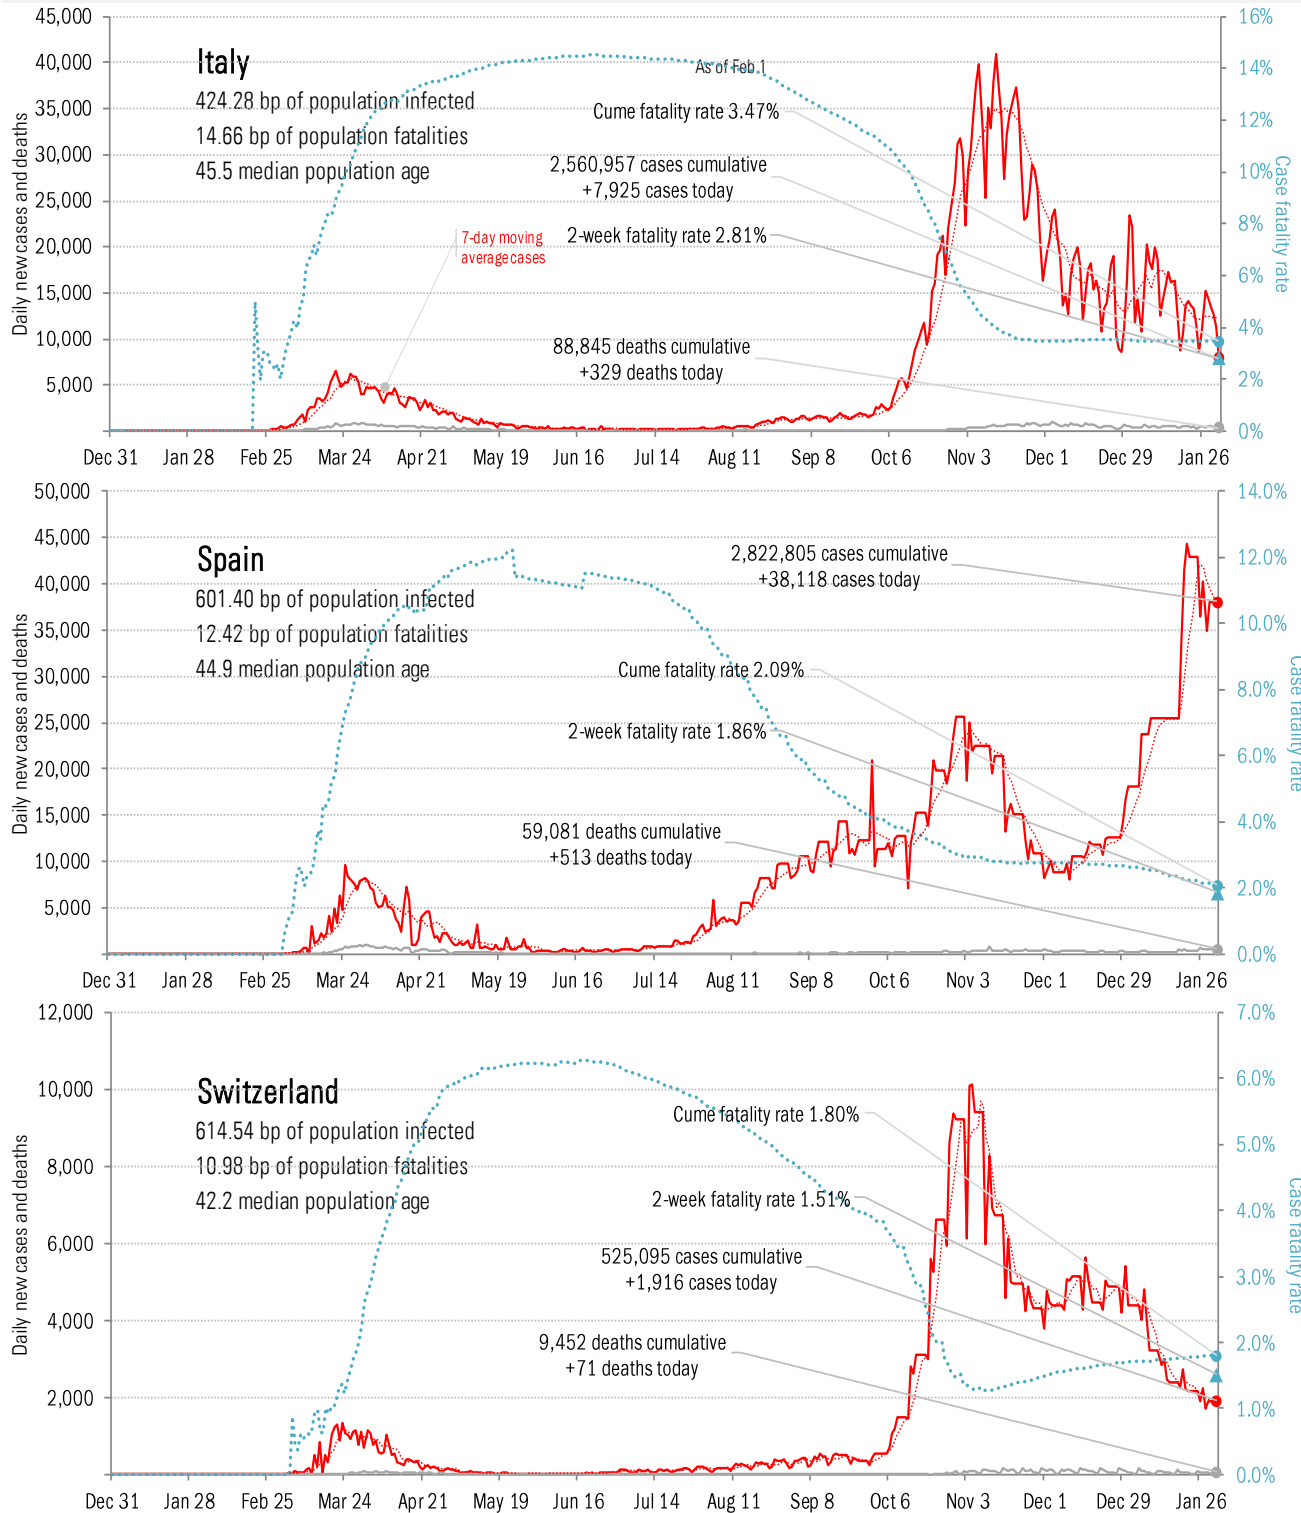 45,000
40,000
35,000
30,000
25,000
20,000
15,000
10,000
5,000
Daily new cases and deaths
16%
14%
12%
10%
8%
6%
4%
2%
0%
Case fatality rate
Italy
424.28 bp of population infected
14.66 bp of population fatalities
45.5 median population age
As of Feb 1
Cume fatality rate 3.47%
2,560,957 cases cumulative
+7,925 cases today
2-week fatality rate 2.81%
7-day moving
average cases
88,845 deaths cumulative
+329 deaths today
Dec 31 Jan 28 Feb 25 Mar 24 Apr 21 May 19 Jun 16 Jul 14 Aug 11 Sep 8 Oct 6 Nov 3 Dec 1 Dec 29 Jan 26
50,000
45,000
40,000
35,000
30,000
25,000
20,000
15,000
10,000
5,000
Daily new cases and deaths
14.0%
12.0%
10.0%
8.0%
6.0%
4.0%
2.0%
0.0%
Case fatality rate
Spain
601.40 bp of population infected
12.42 bp of population fatalities
44.9 median population age
2,822,805 cases cumulative
+38,118 cases today
Cume fatality rate 2.09%
2-week fatality rate 1.86%
59,081 deaths cumulative
+513 deaths today
Dec 31 Jan 28 Feb 25 Mar 24 Apr 21 May 19 Jun 16 Jul 14 Aug 11 Sep 8 Oct 6 Nov 3 Dec 1 Dec 29 Jan 26
12,000
10,000
8,000
6,000
4,000
2,000
Daily new cases and deaths
7.0%
6.0%
5.0%
4.0%
3.0%
2.0%
1.0%
0.0%
Case fatality rate
Switzerland
614.54 bp of population infected
10.98 bp of population fatalities
42.2 median population age
Cume fatality rate 1.80%
2-week fatality rate 1.51%
525,095 cases cumulative
+1,916 cases today
9,452 deaths cumulative
+71 deaths today
Dec 31 Jan 28 Feb 25 Mar 24 Apr 21 May 19 Jun 16 Jul 14 Aug 11 Sep 8 Oct 6 Nov 3 Dec 1 Dec 29 Jan 26